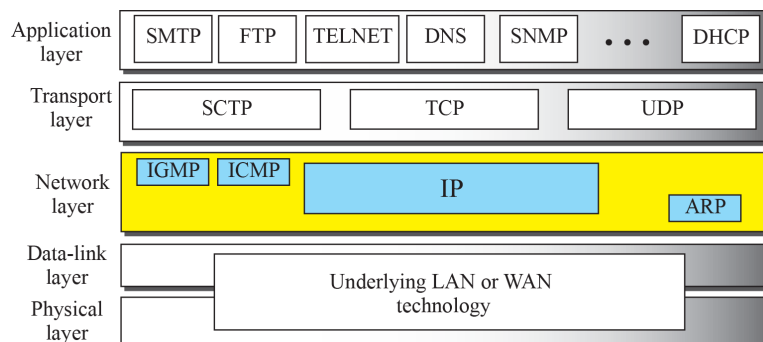 Application
layer
SMTP
FTP
TELNET
DNS
SNMP
• • •
DHCP
Transport
layer
SCTP
TCP
UDP
Network
layer
IGMP
ICMP
IP
ARP
Data-link
layer
Physical
layer
Underlying LAN or WAN
technology